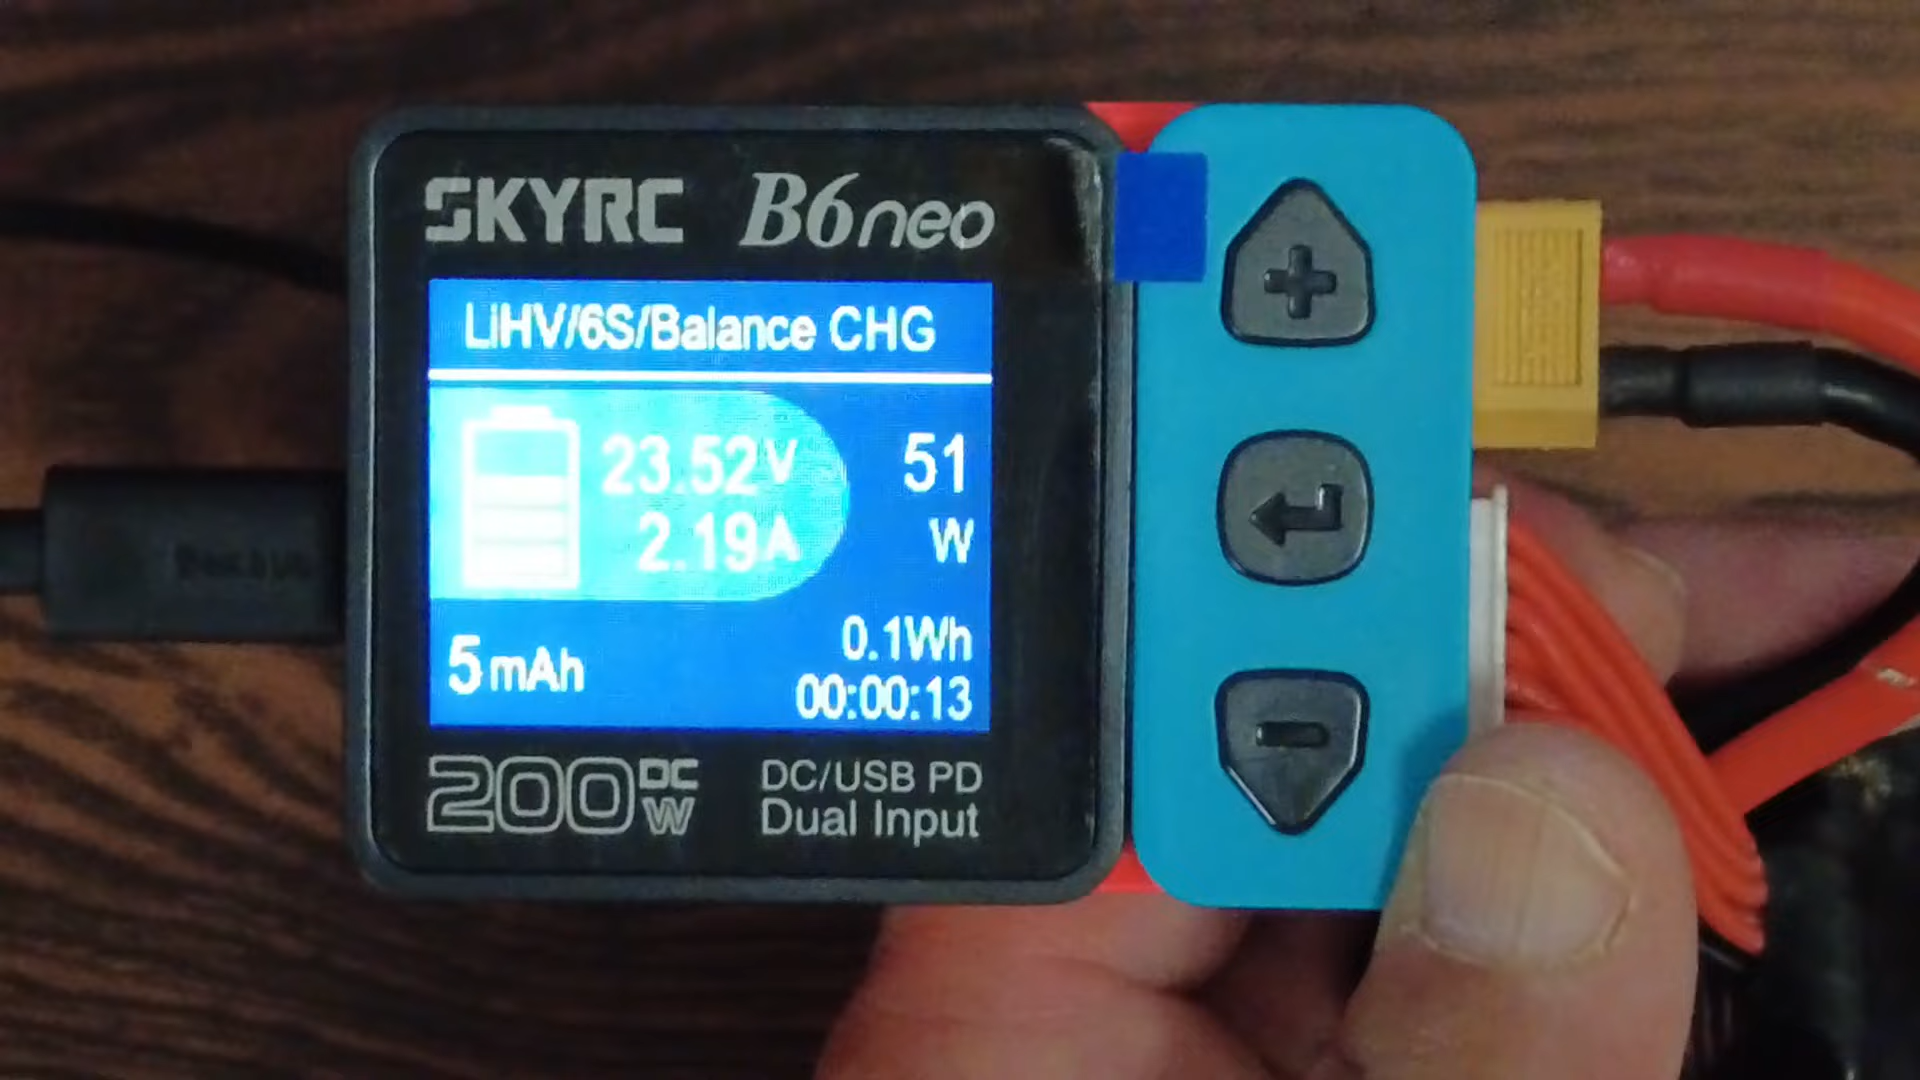 SKYRC B6neo
LiHV/6S/Balance CHG
23.52V
2.19A
51
W
5mAh
0.1Wh
00:00:13
200 DC W
DC/USB PD
Dual Input